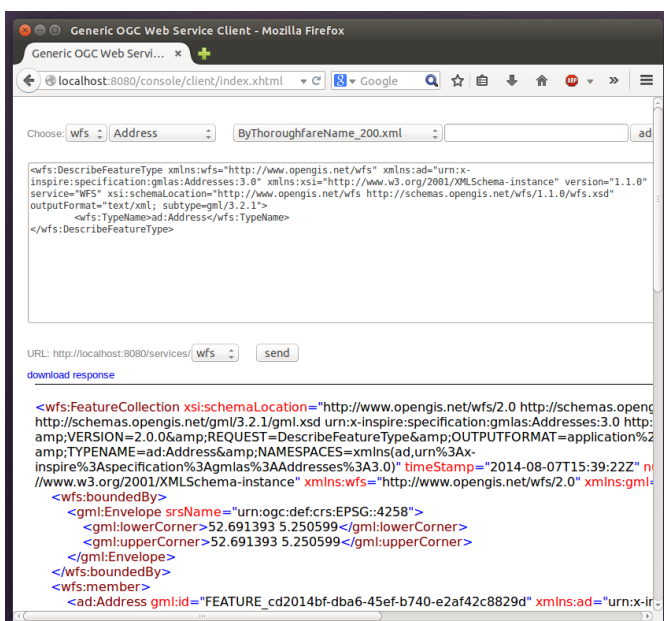 Generic OGC Web Service Client - Mozilla Firefox
Generic OGC Web Servi...
localhost:8080/console/client/index.xhtml Google
Choose: wfs Address ByThoroughfareName_200.xml ad
<wfs:DescribeFeatureType xmlns:wfs="http://www.opengis.net/wfs" xmlns:ad="urn:x-
inspire:specification:gmlas:Addresses:3.0" xmlns:xsi="http://www.w3.org/2001/XMLSchema-instance" version="1.1.0"
service="WFS" xsi:schemaLocation="http://www.opengis.net/wfs http://schemas.opengis.net/wfs/1.1.0/wfs.xsd"
outputFormat="text/xml; subtype=gml/3.2.1">
<wfs:TypeName>ad:Address</wfs:TypeName>
</wfs:DescribeFeatureType>
URL: http://localhost:8080/services/ wfs send
download response
<wfs:FeatureCollection xsi:schemaLocation="http://www.opengis.net/wfs/2.0 http://schemas.openg
http://schemas.opengis.net/gml/3.2.1/gml.xsd urn:x-inspire:specification:gmlas:Addresses:3.0 http:
amp;VERSION=2.0.0&amp;REQUEST=DescribeFeatureType&amp;OUTPUTFORMAT=application%2
amp;TYPENAME=ad:Address&amp;NAMESPACES=xmlns(ad,urn%3Ax-
inspire%3Aspecification%3Agmlas%3AAddresses%3A3.0)" timeStamp="2014-08-07T15:39:22Z" nu
//www.w3.org/2001/XMLSchema-instance" xmlns:wfs="http://www.opengis.net/wfs/2.0" xmlns:gml=
<wfs:boundedBy>
<gml:Envelope srsName="urn:ogc:def:crs:EPSG::4258">
<gml:lowerCorner>52.691393 5.250599</gml:lowerCorner>
<gml:upperCorner>52.691393 5.250599</gml:upperCorner>
</gml:Envelope>
</wfs:boundedBy>
<wfs:member>
<ad:Address gml:id="FEATURE_cd2014bf-dba6-45ef-b740-e2af42c8829d" xmlns:ad="urn:x-in